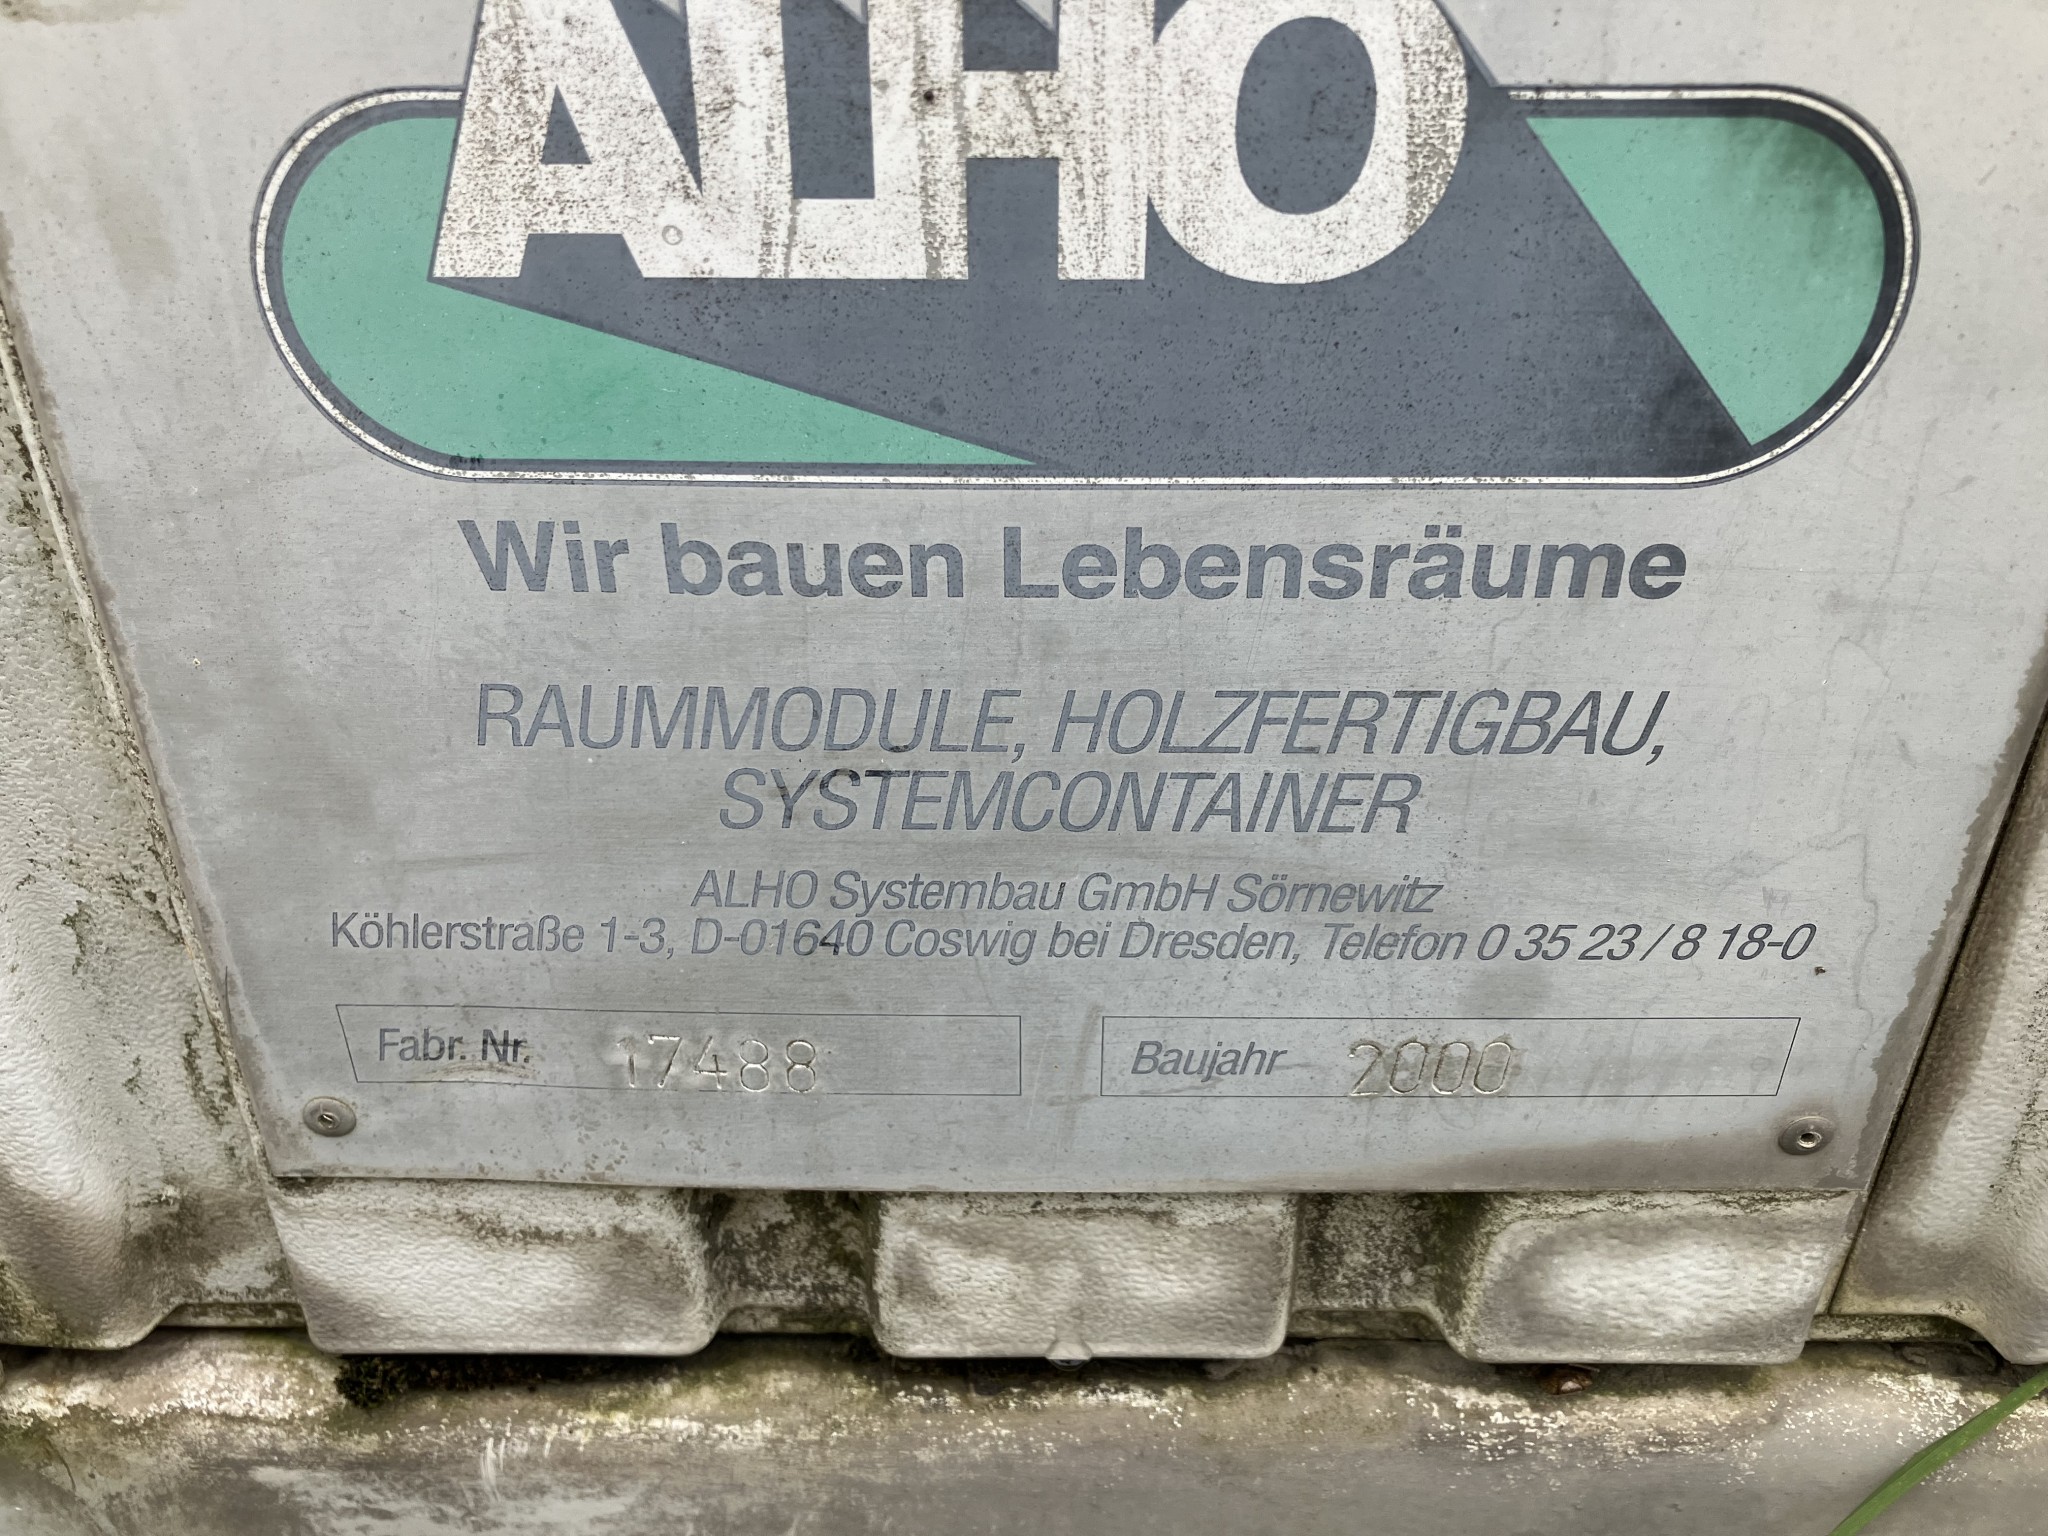 ALHO
Wir bauen Lebensräume
RAUMMODULE, HOLZFERTIGBAU,
SYSTEMCONTAINER
ALHO Systembau GmbH Sörnewitz
Köhlerstraße 1-3, D-01640 Coswig bei Dresden, Telefon 0 35 23 / 8 18-0
Fabr. Nr. 17488
Baujahr 2000